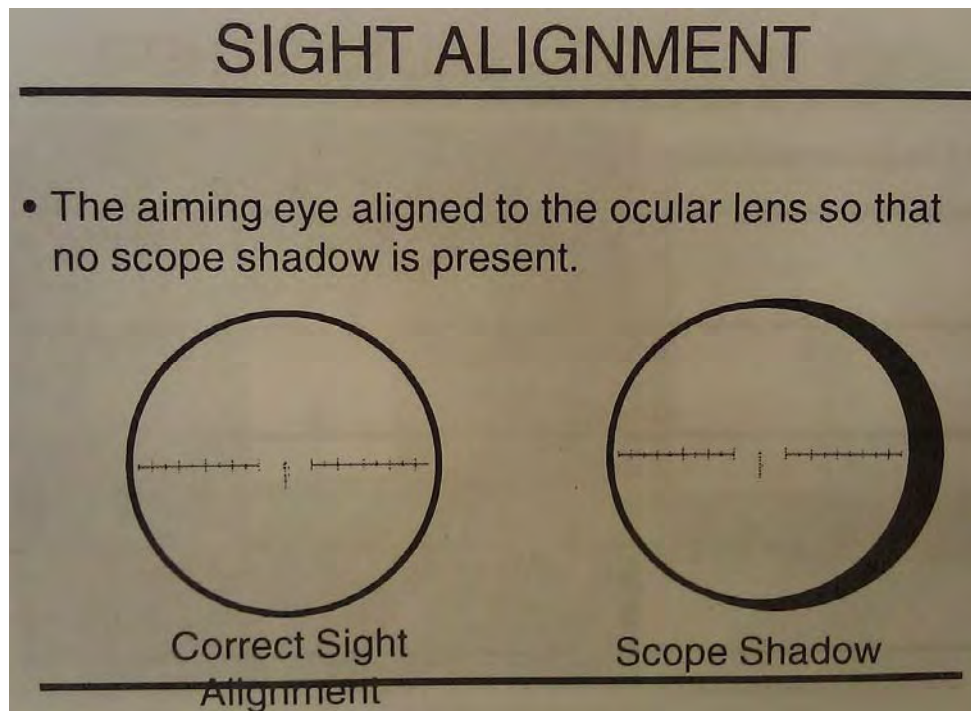 SIGHT ALIGNMENT
• The aiming eye aligned to the ocular lens so that
no scope shadow is present.
Correct Sight
Alignment
Scope Shadow